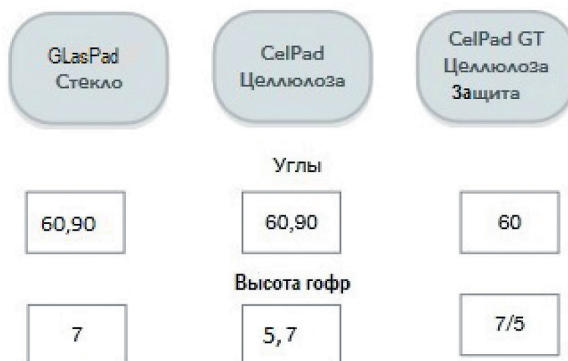 GLasPad
Стекло
CelPad
Целлюлоза
CelPad GT
Целлюлоза
Защита
Углы
60,90
60,90
60
Высота гофр
7
5, 7
7/5